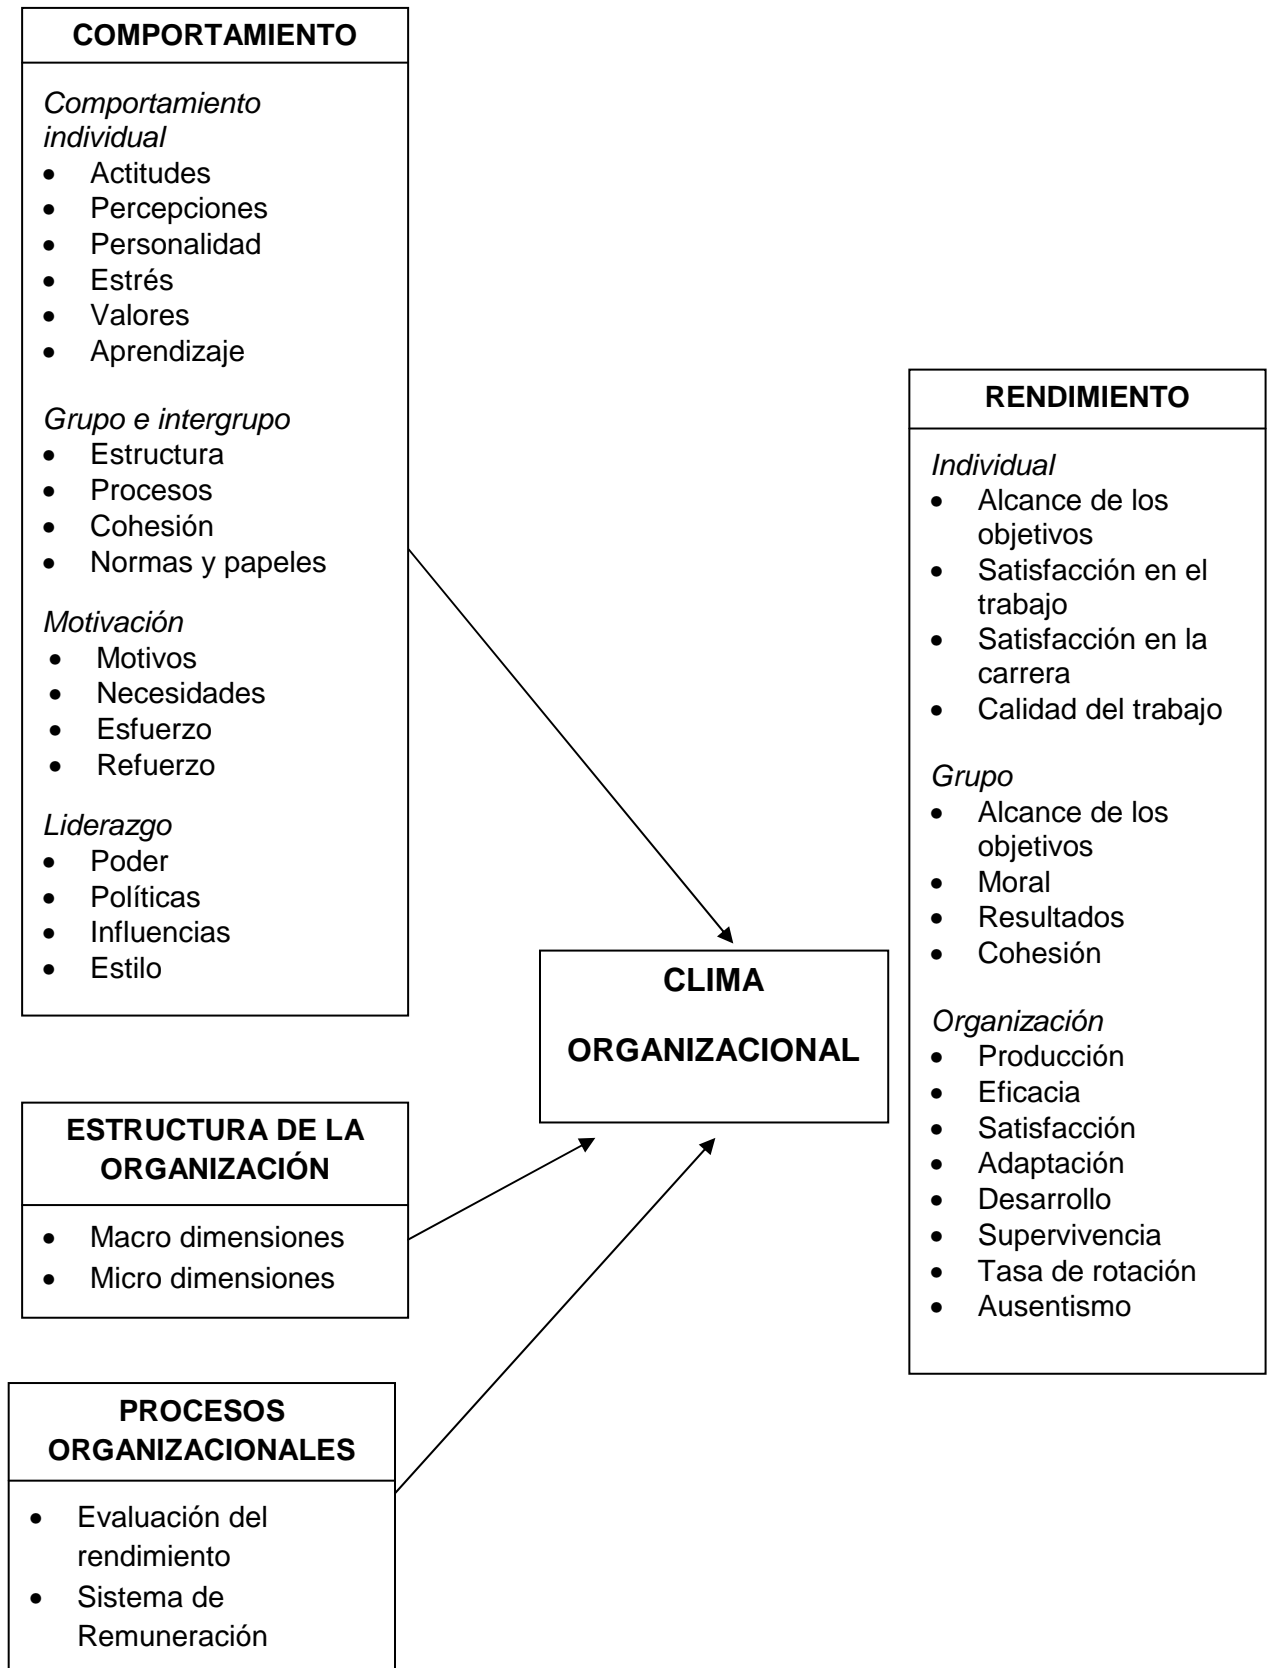 COMPORTAMIENTO
Comportamiento
individual
• Actitudes
• Percepciones
• Personalidad
• Estrés
• Valores
• Aprendizaje
Grupo e intergrupo
• Estructura
• Procesos
• Cohesión
• Normas y papeles
Motivación
• Motivos
• Necesidades
• Esfuerzo
• Refuerzo
Liderazgo
• Poder
• Políticas
• Influencias
• Estilo
ESTRUCTURA DE LA
ORGANIZACIÓN
• Macro dimensiones
• Micro dimensiones
PROCESOS
ORGANIZACIONALES
• Evaluación del
rendimiento
• Sistema de
Remuneración
CLIMA
ORGANIZACIONAL
RENDIMIENTO
Individual
• Alcance de los
objetivos
• Satisfacción en el
trabajo
• Satisfacción en la
carrera
• Calidad del trabajo
Grupo
• Alcance de los
objetivos
• Moral
• Resultados
• Cohesión
Organización
• Producción
• Eficacia
• Satisfacción
• Adaptación
• Desarrollo
• Supervivencia
• Tasa de rotación
• Ausentismo